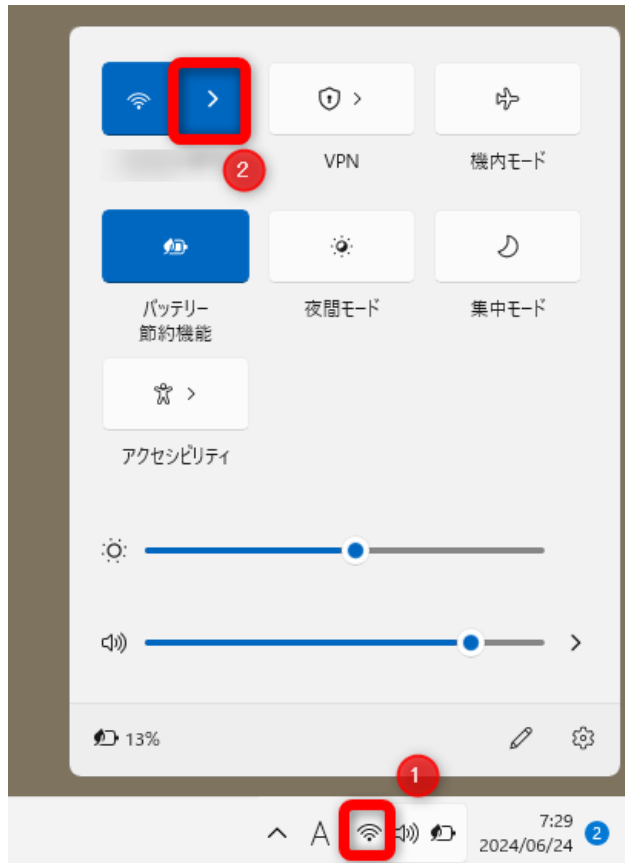 2
VPN
機内モード
バッテリー
節約機能
夜間モード
集中モード
アクセシビリティ
13%
1
A
7:29
2024/06/24
2